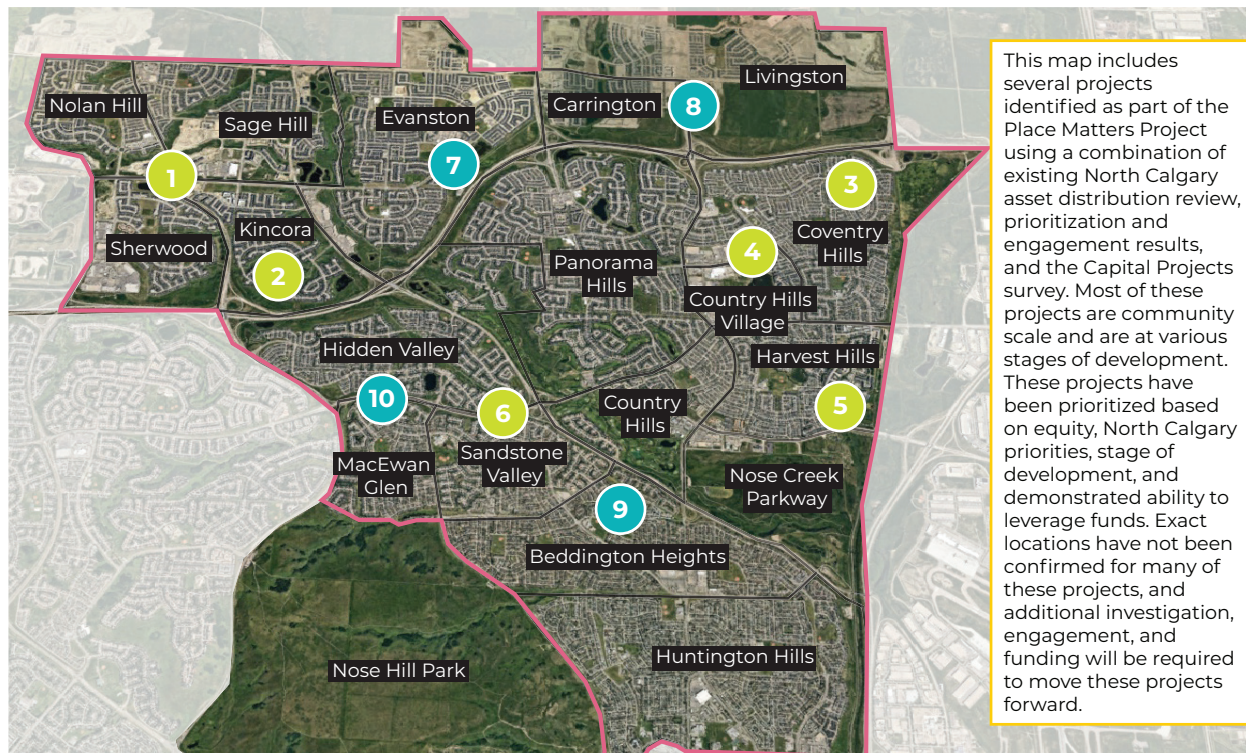 Livingston
Nolan Hill
Carrington
8
Evanston
Sage Hill
7
1
3
Kincora
Sherwood
Coventry
Hills
4
Panorama
Hills
2
Country Hills
Village
Hidden Valley
Harvest Hills
10
6
5
Country
Hills
Sandstone
Valley
MacEwan
Glen
Nose Creek
Parkway
9
Beddington Heights
Huntington Hills
Nose Hill Park
This map includes
several projects
identified as part of the
Place Matters Project
using a combination of
existing North Calgary
asset distribution review,
prioritization and
engagement results,
and the Capital Projects
survey. Most of these
projects are community
scale and are at various
stages of development.
These projects have
been prioritized based
on equity, North Calgary
priorities, stage of
development, and
demonstrated ability to
leverage funds. Exact
locations have not been
confirmed for many of
these projects, and
additional investigation,
engagement, and
funding will be required
to move these projects
forward.